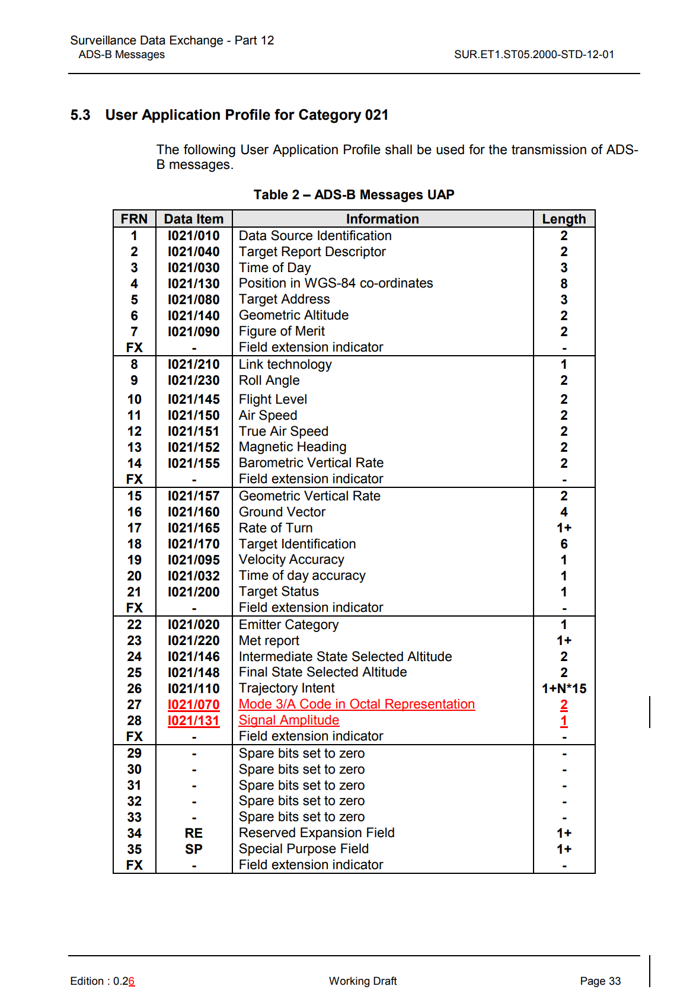 Surveillance Data Exchange - Part 12
ADS-B Messages SUR.ET1.ST05.2000-STD-12-01
5.3 User Application Profile for Category 021
The following User Application Profile shall be used for the transmission of ADS-
B messages.
Table 2 – ADS-B Messages UAP
FRN Data Item Information Length
1 I021/010 Data Source Identification 2
2 I021/040 Target Report Descriptor 2
3 I021/030 Time of Day 3
4 I021/130 Position in WGS-84 co-ordinates 8
5 I021/080 Target Address 3
6 I021/140 Geometric Altitude 2
7 I021/090 Figure of Merit 2
FX - Field extension indicator -
8 I021/210 Link technology 1
9 I021/230 Roll Angle 2
10 I021/145 Flight Level 2
11 I021/150 Air Speed 2
12 I021/151 True Air Speed 2
13 I021/152 Magnetic Heading 2
14 I021/155 Barometric Vertical Rate 2
FX - Field extension indicator -
15 I021/157 Geometric Vertical Rate 2
16 I021/160 Ground Vector 4
17 I021/165 Rate of Turn 1+
18 I021/170 Target Identification 6
19 I021/095 Velocity Accuracy 1
20 I021/032 Time of day accuracy 1
21 I021/200 Target Status 1
FX - Field extension indicator -
22 I021/020 Emitter Category 1
23 I021/220 Met report 1+
24 I021/146 Intermediate State Selected Altitude 2
25 I021/148 Final State Selected Altitude 2
26 I021/110 Trajectory Intent 1+N*15
27 I021/070 Mode 3/A Code in Octal Representation 2
28 I021/131 Signal Amplitude 1
FX - Field extension indicator -
29 - Spare bits set to zero -
30 - Spare bits set to zero -
31 - Spare bits set to zero -
32 - Spare bits set to zero -
33 - Spare bits set to zero -
34 RE Reserved Expansion Field 1+
35 SP Special Purpose Field 1+
FX - Field extension indicator -
Edition : 0.26 Working Draft Page 33